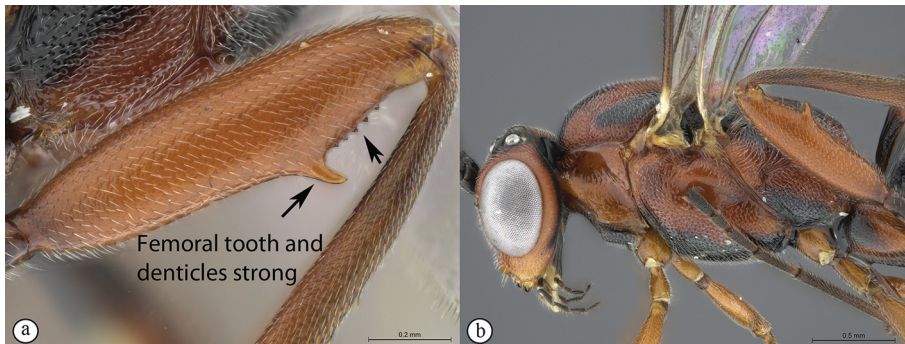 Femoral tooth and
denticles strong
a
0.2 mm
b
0.5 mm